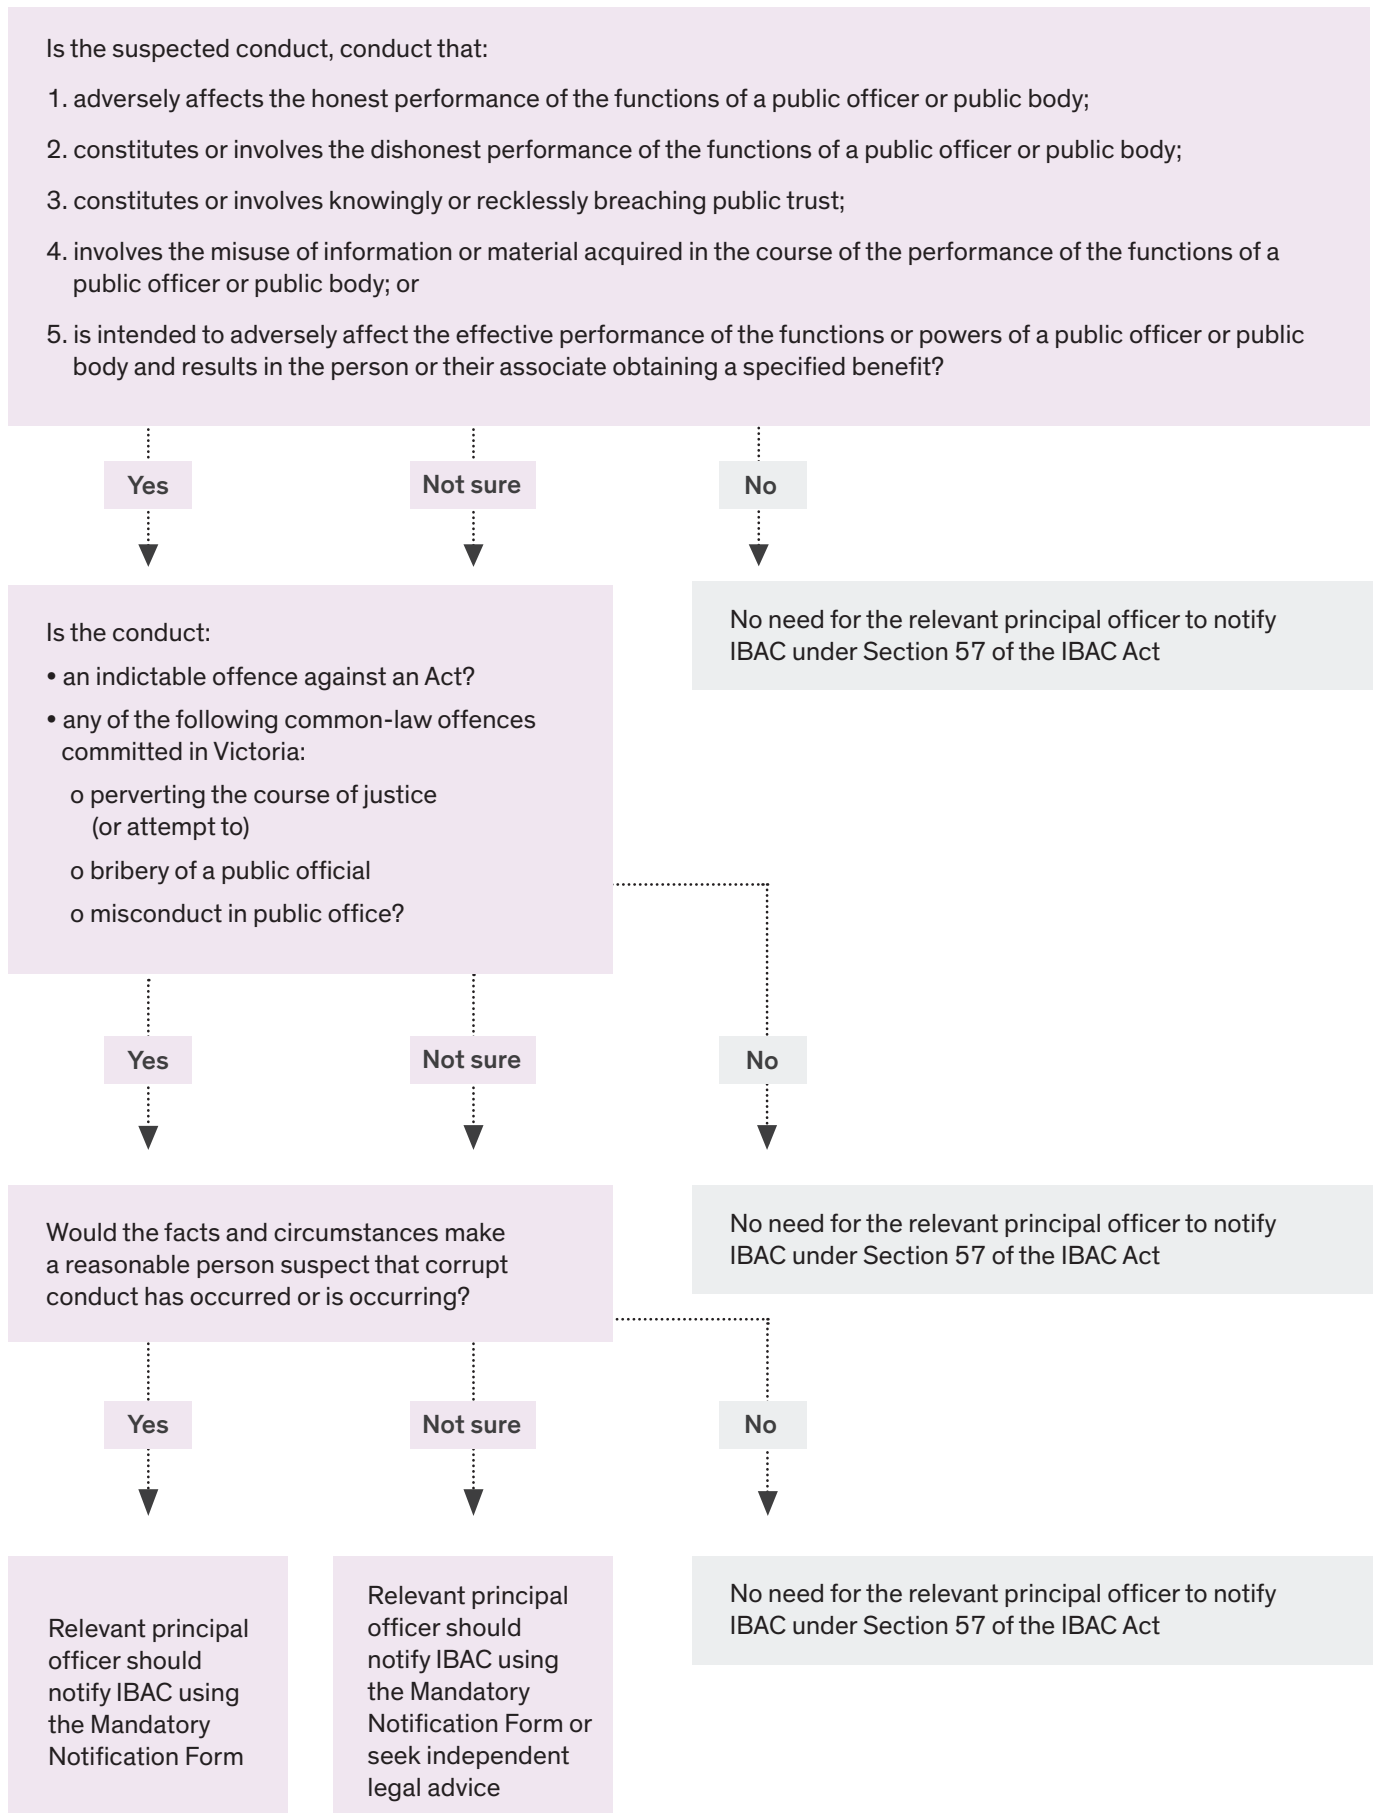 Is the suspected conduct, conduct that:
1. adversely affects the honest performance of the functions of a public officer or public body;
2. constitutes or involves the dishonest performance of the functions of a public officer or public body;
3. constitutes or involves knowingly or recklessly breaching public trust;
4. involves the misuse of information or material acquired in the course of the performance of the functions of a
public officer or public body; or
5. is intended to adversely affect the effective performance of the functions or powers of a public officer or public
body and results in the person or their associate obtaining a specified benefit?
Yes
Not sure
No
Is the conduct:
• an indictable offence against an Act?
• any of the following common-law offences
committed in Victoria:
o perverting the course of justice
(or attempt to)
o bribery of a public official
o misconduct in public office?
No need for the relevant principal officer to notify
IBAC under Section 57 of the IBAC Act
Yes
Not sure
No
Would the facts and circumstances make
a reasonable person suspect that corrupt
conduct has occurred or is occurring?
No need for the relevant principal officer to notify
IBAC under Section 57 of the IBAC Act
Yes
Not sure
No
Relevant principal
officer should
notify IBAC using
the Mandatory
Notification Form
Relevant principal
officer should
notify IBAC using
the Mandatory
Notification Form or
seek independent
legal advice
No need for the relevant principal officer to notify
IBAC under Section 57 of the IBAC Act